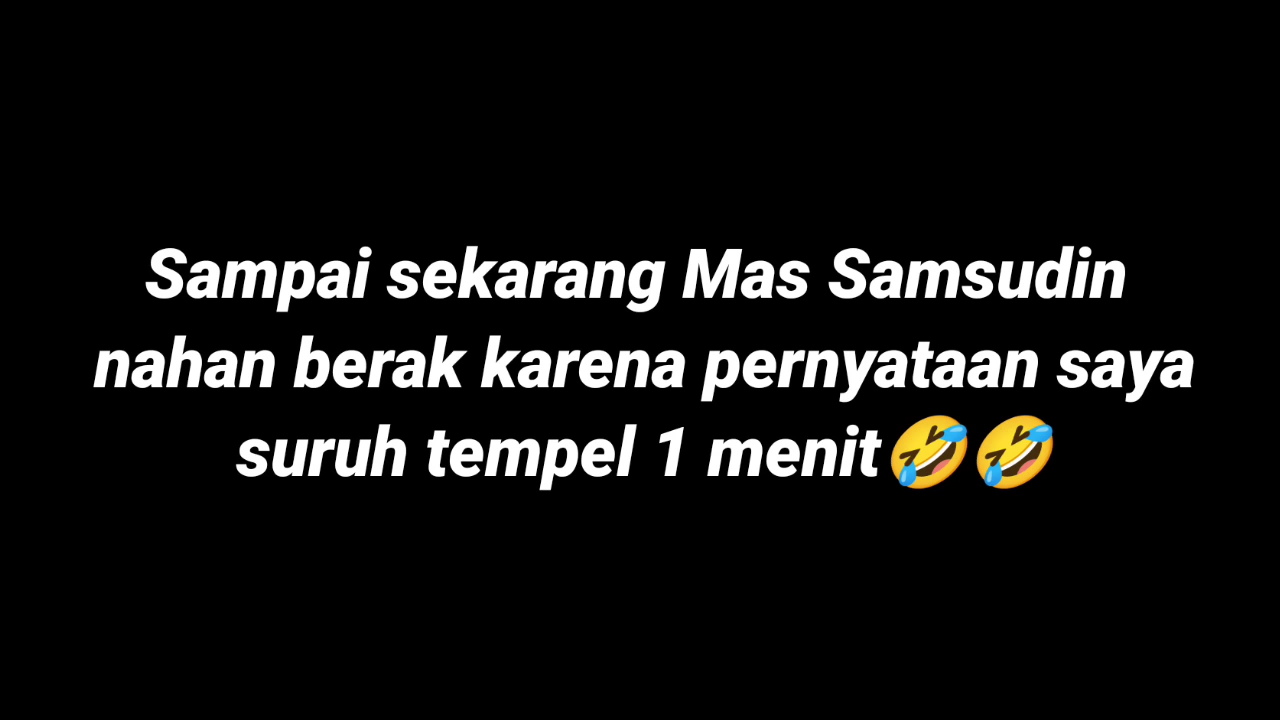 Sampai sekarang Mas Samsudin
nahan berak karena pernyataan saya
suruh tempel 1 menit🤣🤣